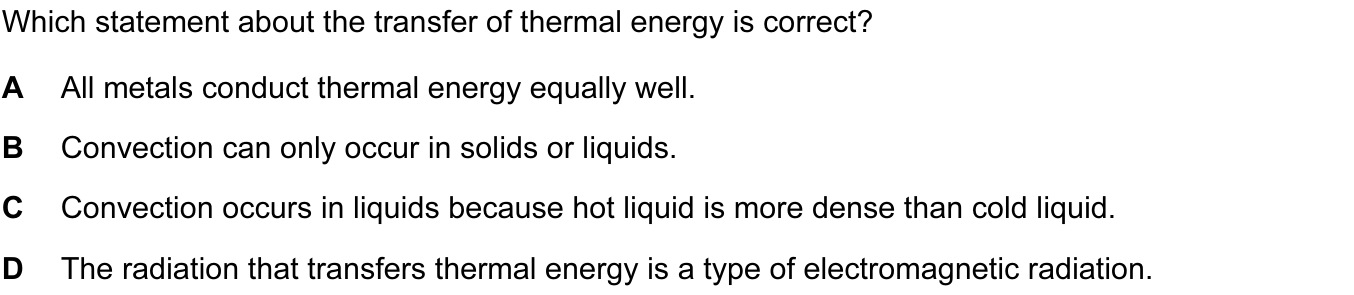 Which statement about the transfer of thermal energy is correct?
A All metals conduct thermal energy equally well.
B Convection can only occur in solids or liquids.
C Convection occurs in liquids because hot liquid is more dense than cold liquid.
D The radiation that transfers thermal energy is a type of electromagnetic radiation.